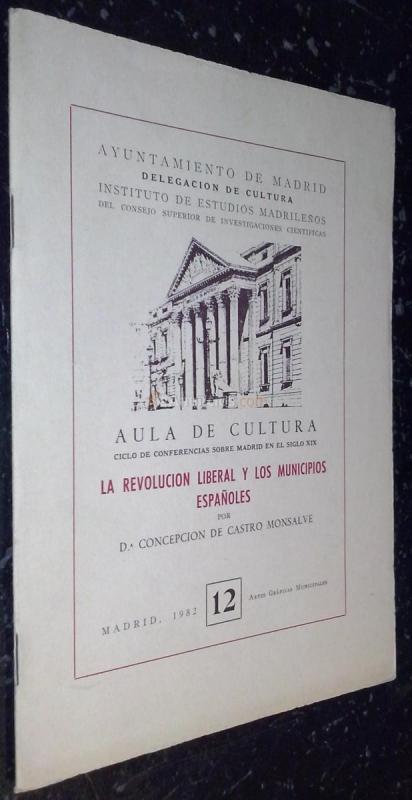 AYUNTAMIENTO DE MADRID
DELEGACION DE CULTURA
INSTITUTO DE ESTUDIOS MADRILEÑOS
DEL CONSEJO SUPERIOR DE INVESTIGACIONES CIENTIFICAS
AULA DE CULTURA
CICLO DE CONFERENCIAS SOBRE MADRID EN EL SIGLO XIX
LA REVOLUCION LIBERAL Y LOS MUNICIPIOS
ESPAÑOLES
POR
D.ª CONCEPCION DE CASTRO MONSALVE
MADRID, 1982 12 ARTES GRÁFICAS MUNICIPALES